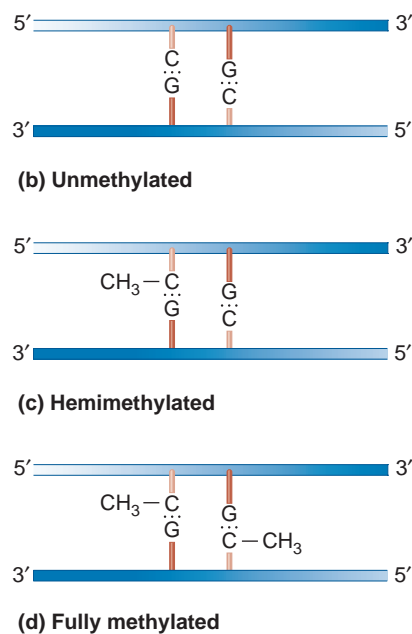 5′ 3′
C G
G C
3′ 5′
(b) Unmethylated
5′ 3′
CH₃ — C G
G C
3′ 5′
(c) Hemimethylated
5′ 3′
CH₃ — C G
G C — CH₃
3′ 5′
(d) Fully methylated